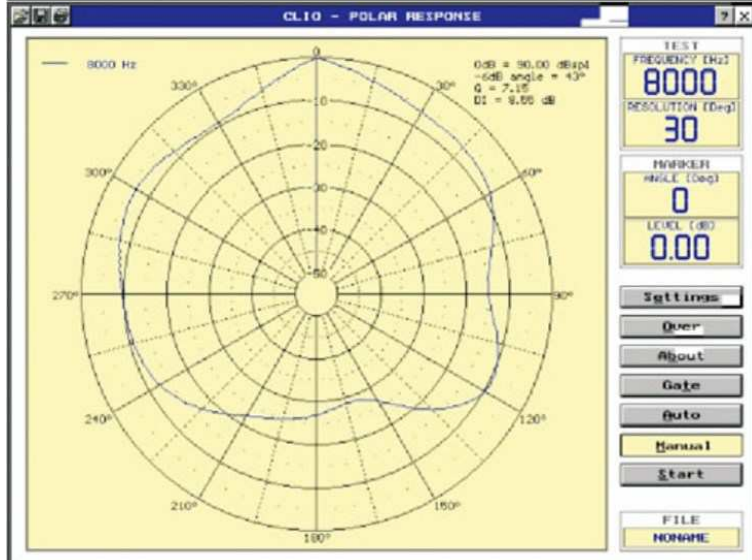 CLIO - POLAR RESPONSE
? X
8000 Hz
0dB = 90.00 dBspl
-6dB angle = 43°
Q = 7.15
DI = 8.55 dB
0
-10
-20
-30
-40
-50
330°
300°
270°
240°
210°
180°
150°
120°
90°
60°
TEST
FREQUENCY [Hz]
8000
RESOLUTION [Deg]
30
MARKER
ANGLE [Deg]
0
LEVEL [dB]
0.00
Settings
Over
About
Gate
Auto
Manual
Start
FILE
NONAME